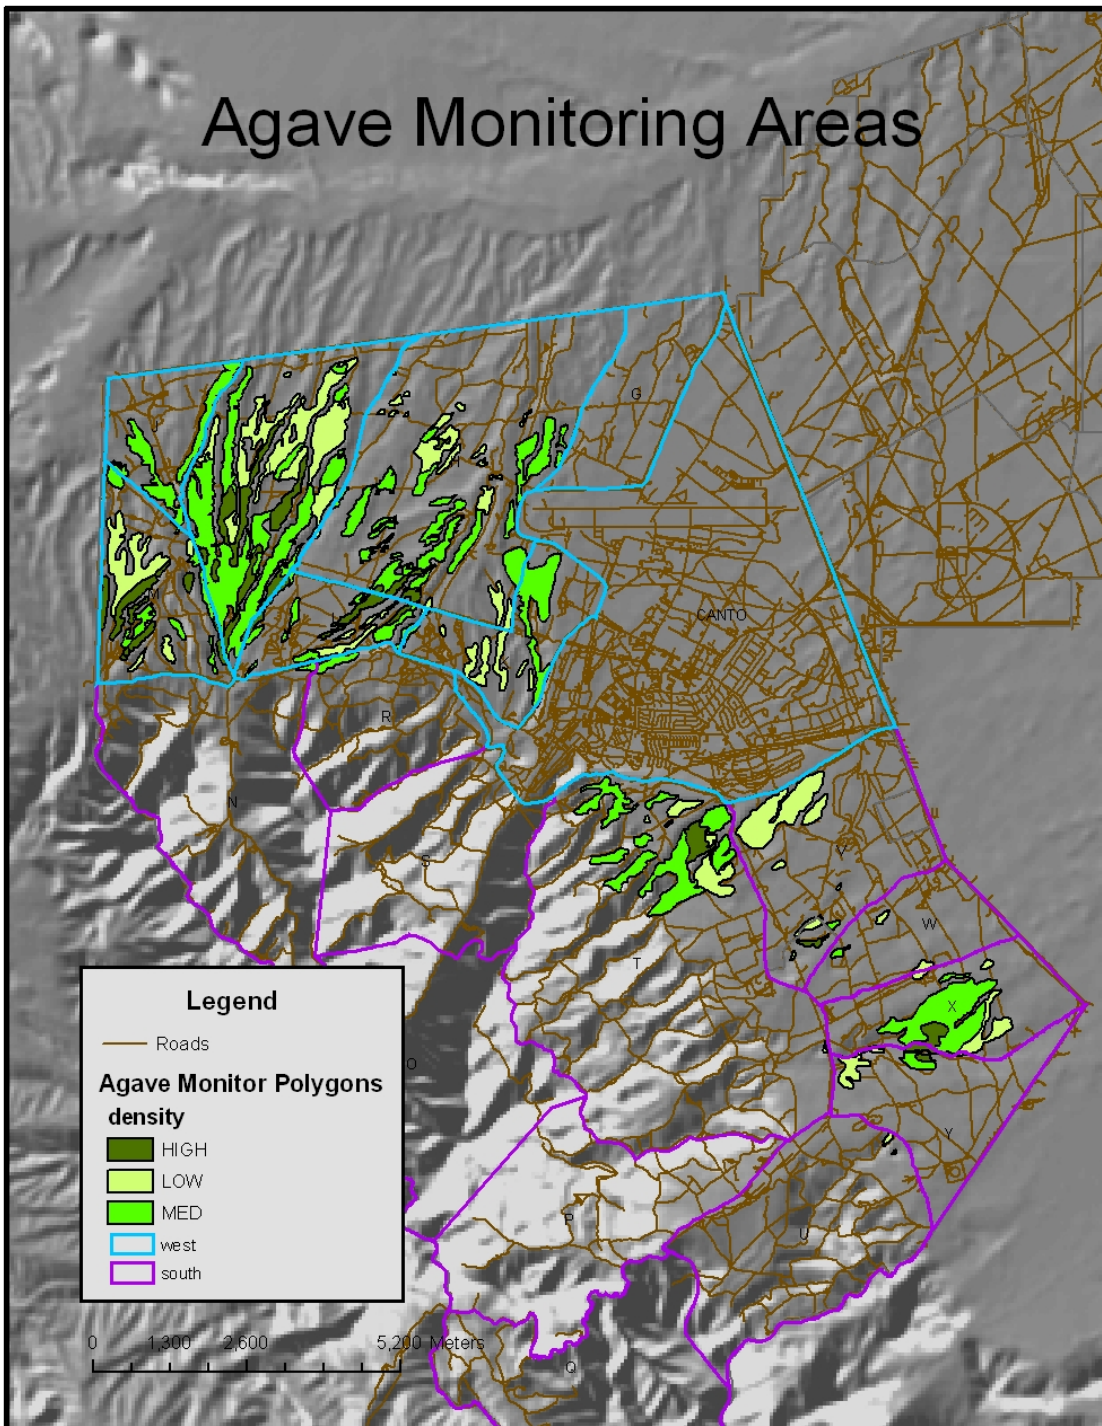 Agave Monitoring Areas
G
H
M
CANTO
R
N
S
V
W
T
X
O
Y
P
U
Q
Legend
Roads
Agave Monitor Polygons
density
HIGH
LOW
MED
west
south
0 1,300 2,600 5,200 Meters